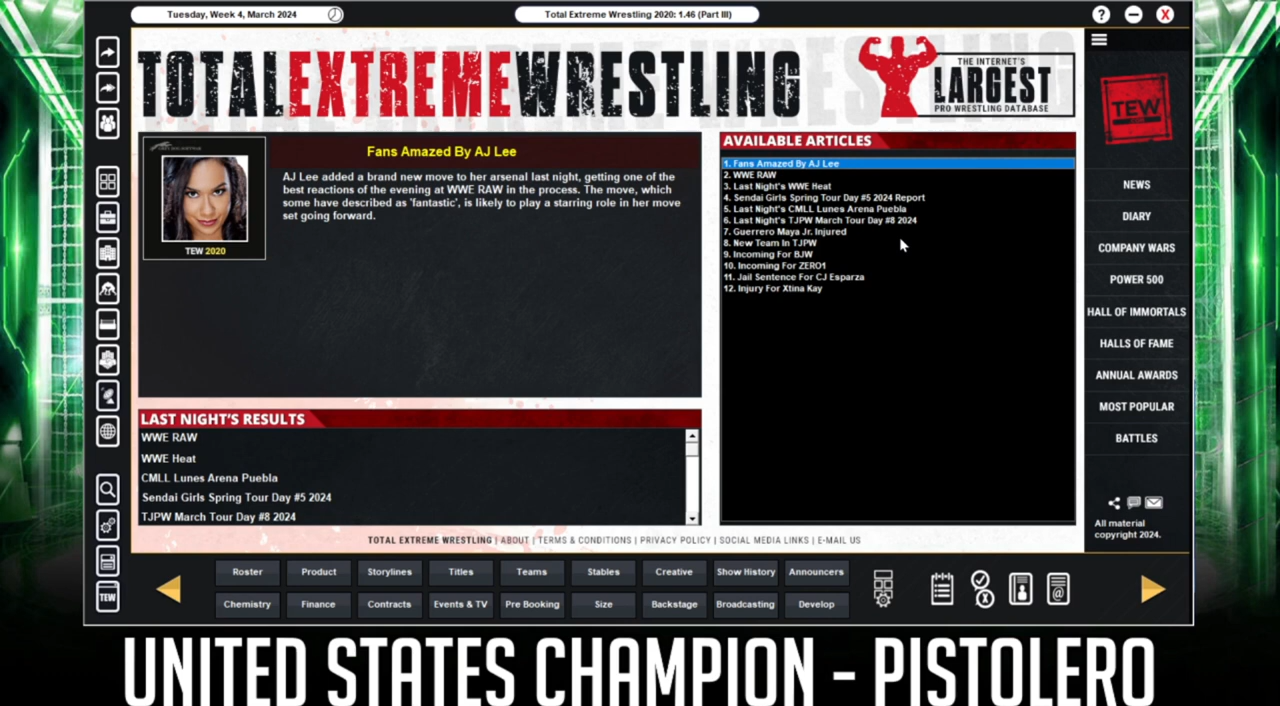 Tuesday, Week 4, March 2024
Total Extreme Wrestling 2020: 1.46 (Part III)
?
X
TOTALEXTREMEWRESTLING
THE INTERNET'S
LARGEST
PRO WRESTLING DATABASE
TEW
Fans Amazed By AJ Lee
AJ Lee added a brand new move to her arsenal last night, getting one of the
best reactions of the evening at WWE RAW in the process. The move, which
some have described as 'fantastic', is likely to play a starring role in her move
set going forward.
TEW 2020
AVAILABLE ARTICLES
1. Fans Amazed By AJ Lee
2. WWE RAW
3. Last Night's WWE Heat
4. Sendai Girls Spring Tour Day #5 2024 Report
5. Last Night's CMLL Lunes Arena Puebla
6. Last Night's TJPW March Tour Day #8 2024
7. Guerrero Maya Jr. Injured
8. New Team In TJPW
9. Incoming For BJW
10. Incoming For ZERO1
11. Jail Sentence For CJ Esparza
12. Injury For Xtina Kay
NEWS
DIARY
COMPANY WARS
POWER 500
HALL OF IMMORTALS
HALLS OF FAME
ANNUAL AWARDS
MOST POPULAR
BATTLES
All material
copyright 2024.
LAST NIGHT'S RESULTS
WWE RAW
WWE Heat
CMLL Lunes Arena Puebla
Sendai Girls Spring Tour Day #5 2024
TJPW March Tour Day #8 2024
TOTAL EXTREME WRESTLING | ABOUT | TERMS & CONDITIONS | PRIVACY POLICY | SOCIAL MEDIA LINKS | E-MAIL US
TEW
Roster Product Storylines Titles Teams Stables Creative Show History Announcers
Chemistry Finance Contracts Events & TV Pre Booking Size Backstage Broadcasting Develop
UNITED STATES CHAMPION - PISTOLERO